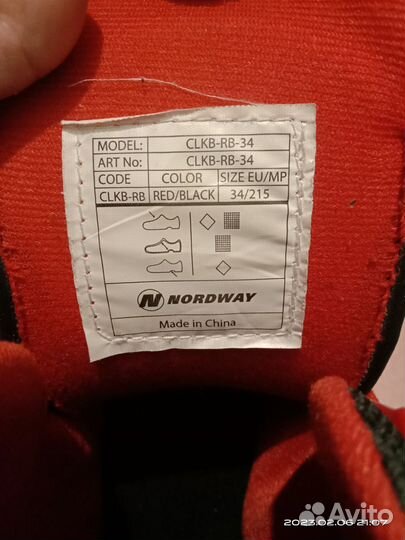 MODEL: CLKB-RB-34
ART No: CLKB-RB-34
CODE COLOR SIZE EU/MP
CLKB-RB RED/BLACK 34/215
NORDWAY
Made in China
Avito
2023.02.06 21:07